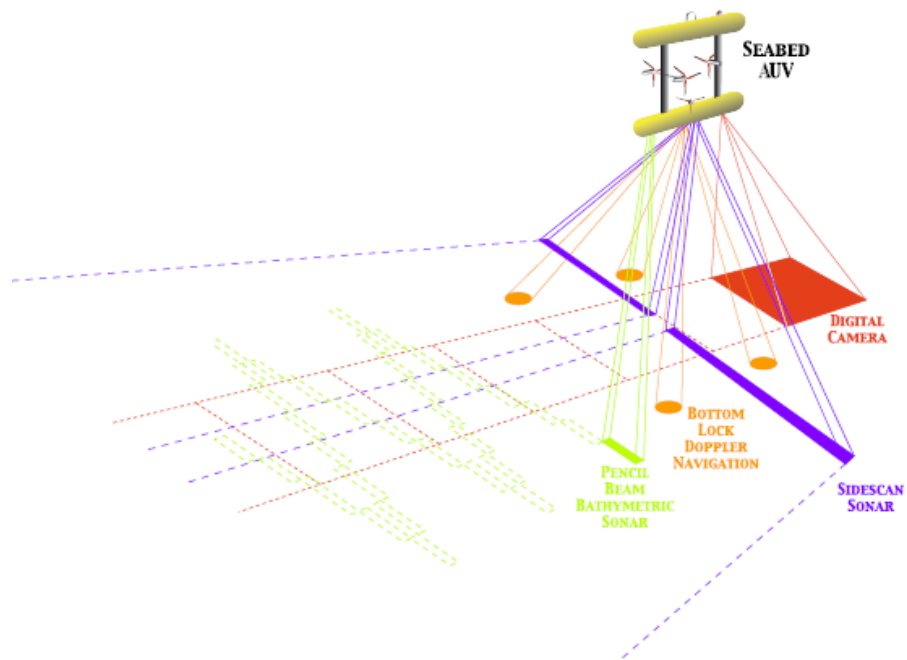 SEABED
AUV
DIGITAL
CAMERA
BOTTOM
LOCK
DOPPLER
NAVIGATION
PENCIL
BEAM
BATHYMETRIC
SONAR
SIDESCAN
SONAR